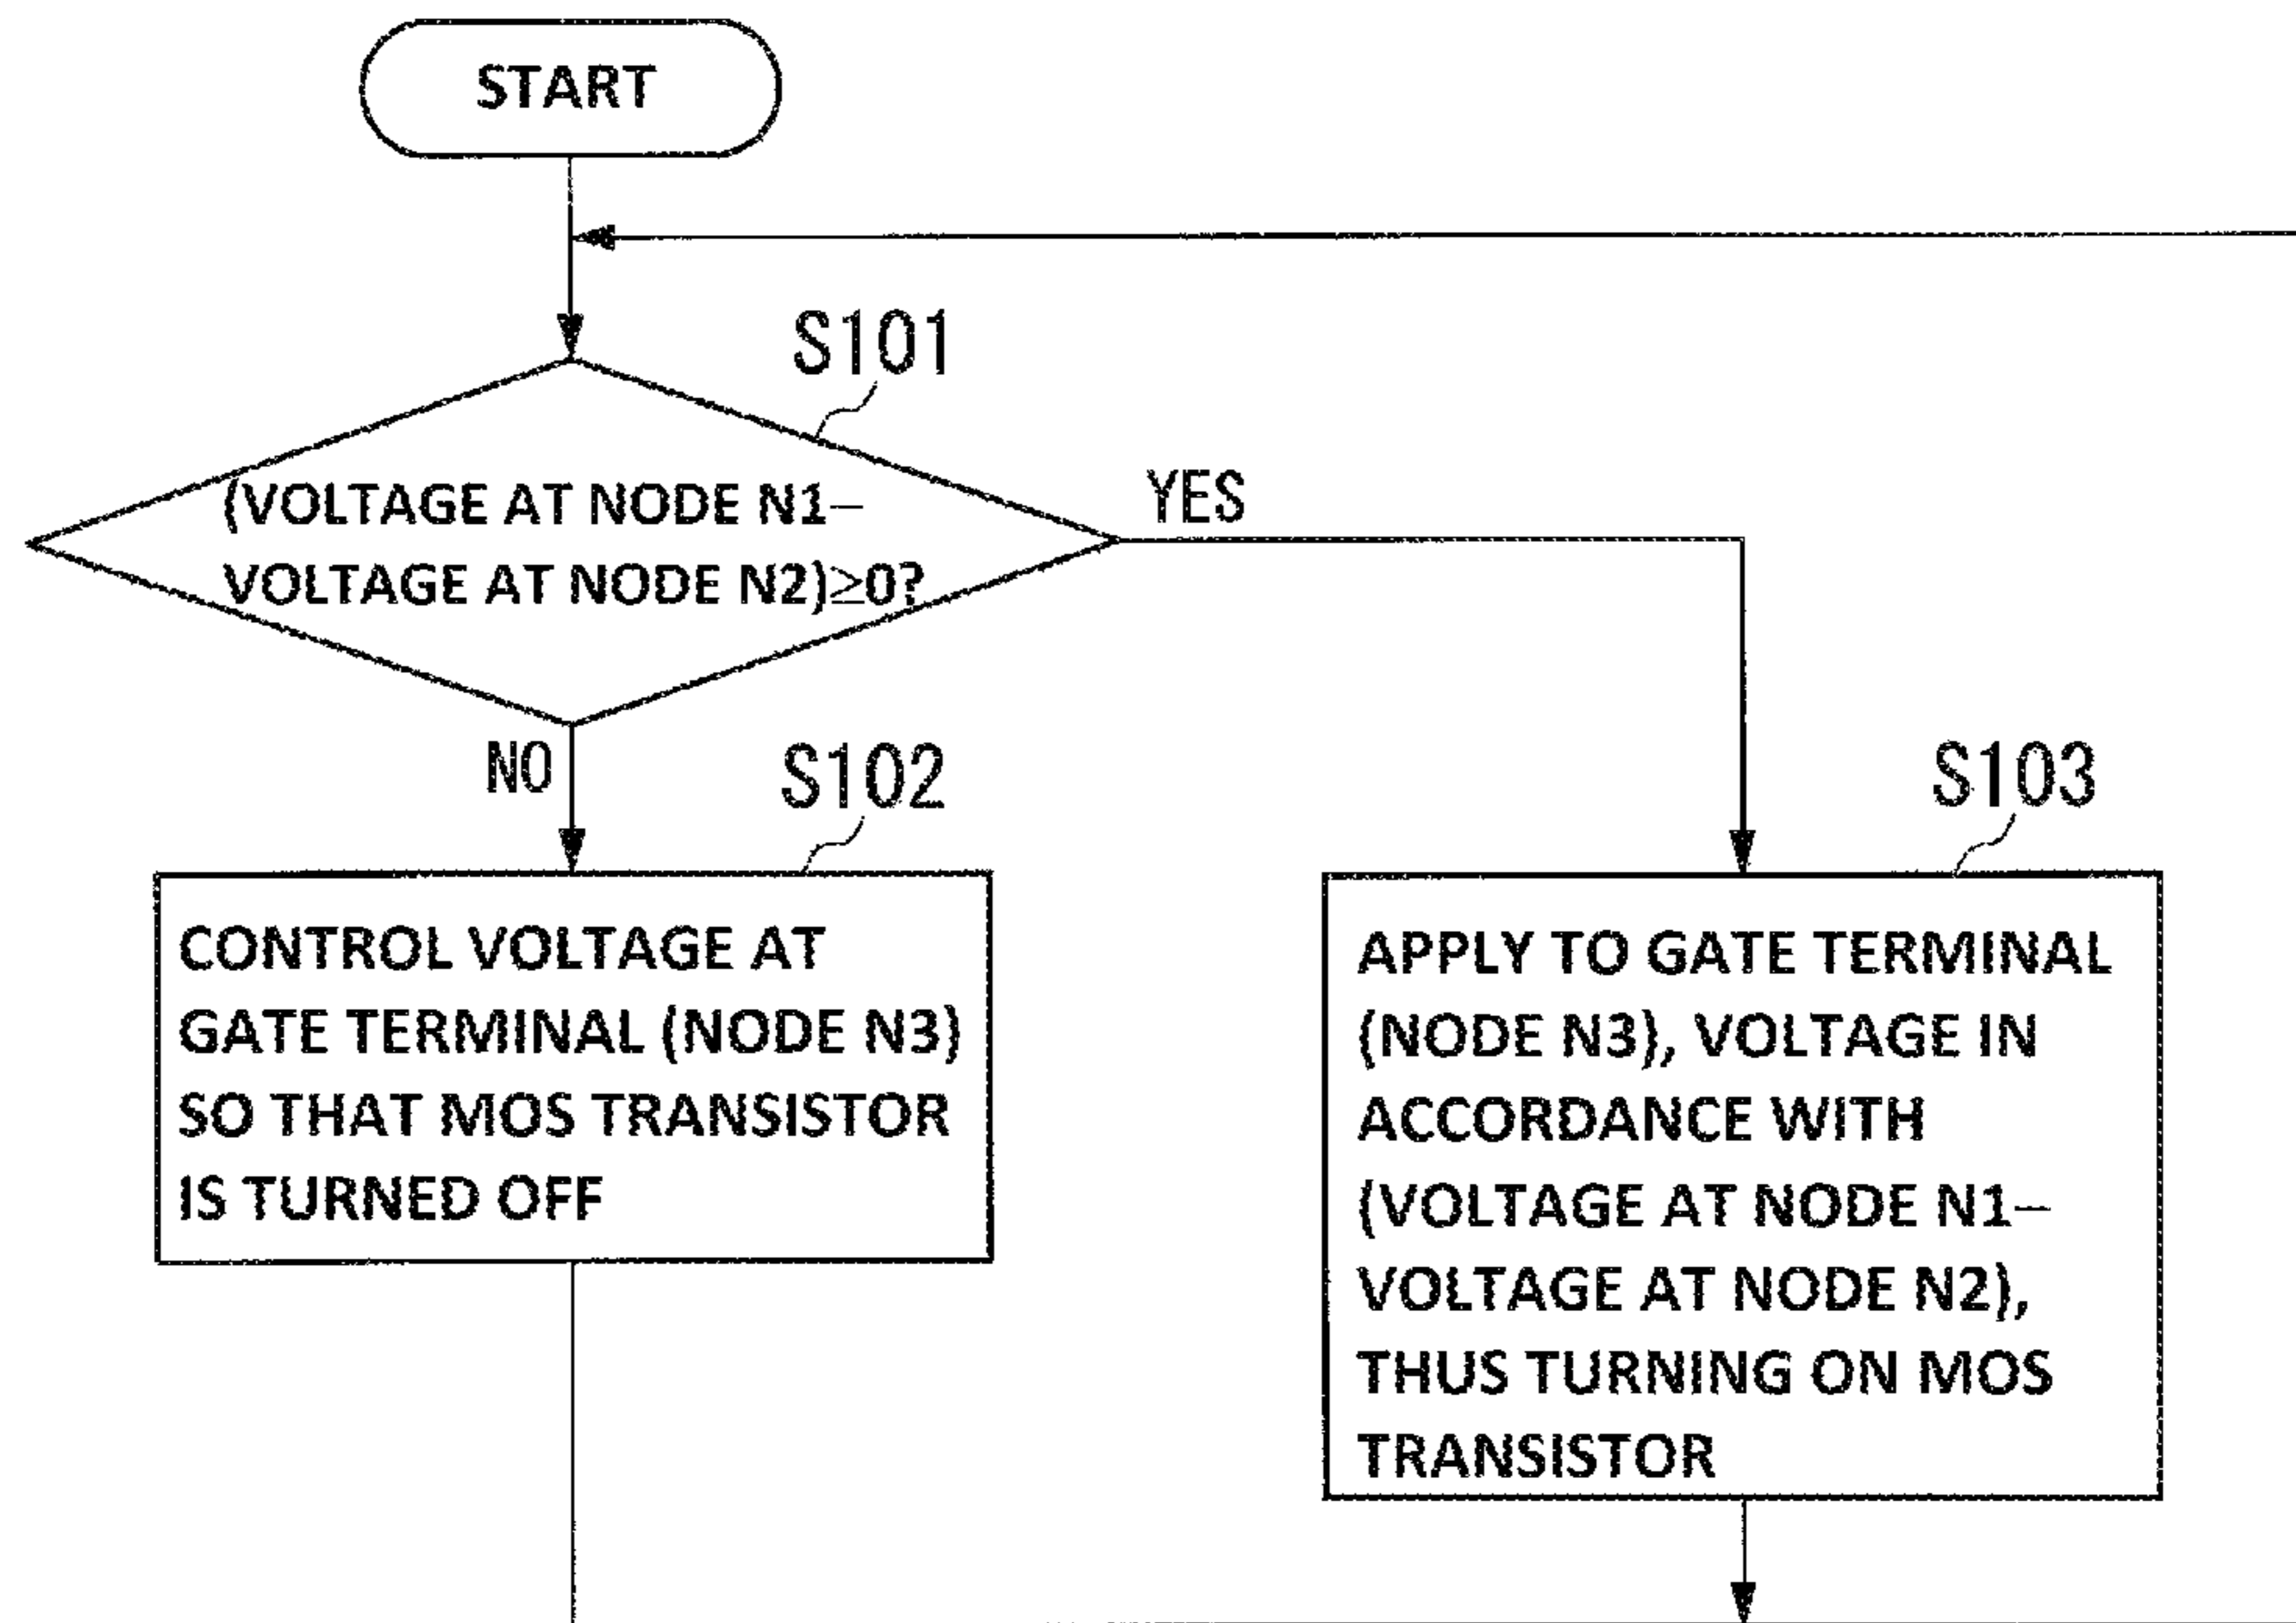 START
S101
(VOLTAGE AT NODE N1–
VOLTAGE AT NODE N2)≥0?
YES
NO
S102
CONTROL VOLTAGE AT
GATE TERMINAL (NODE N3)
SO THAT MOS TRANSISTOR
IS TURNED OFF
S103
APPLY TO GATE TERMINAL
(NODE N3), VOLTAGE IN
ACCORDANCE WITH
(VOLTAGE AT NODE N1–
VOLTAGE AT NODE N2),
THUS TURNING ON MOS
TRANSISTOR